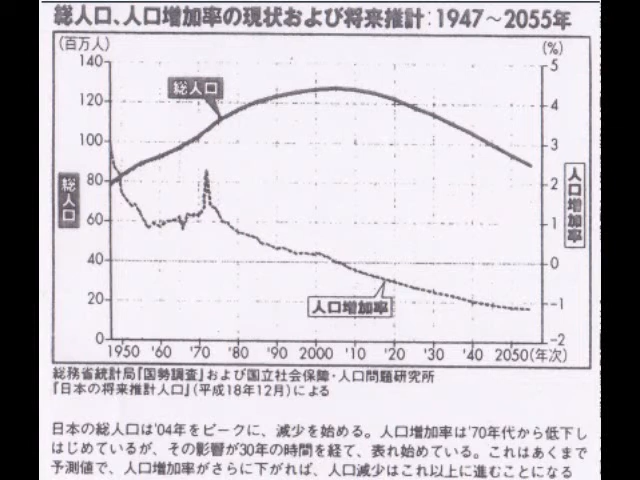 総人口、人口増加率の現状および将来推計:1947〜2055年
(百万人)
(%)
140
120
100
80
60
40
20
0
総人口
総人口
人口増加率
人口増加率
5
4
3
2
1
0
-1
-2
1950 '60 '70 '80 '90 2000 '10 '20 '30 '40 2050(年次)
総務省統計局『国勢調査』および国立社会保障・人口問題研究所
『日本の将来推計人口』(平成18年12月)による
日本の総人口は'04年をピークに、減少を始める。人口増加率は'70年代から低下し
はじめているが、その影響が30年の時間を経て、表れ始めている。これはあくまで
予測値で、人口増加率がさらに下がれば、人口減少はこれ以上に進むことになる